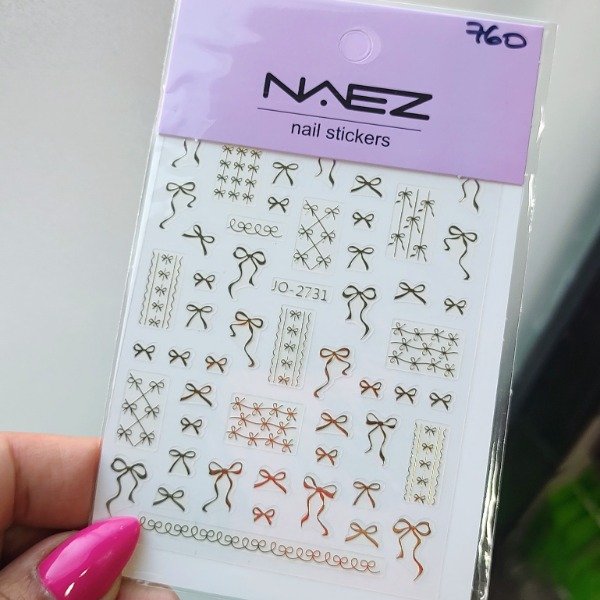 760
NAEZ
nail stickers
JO-2731